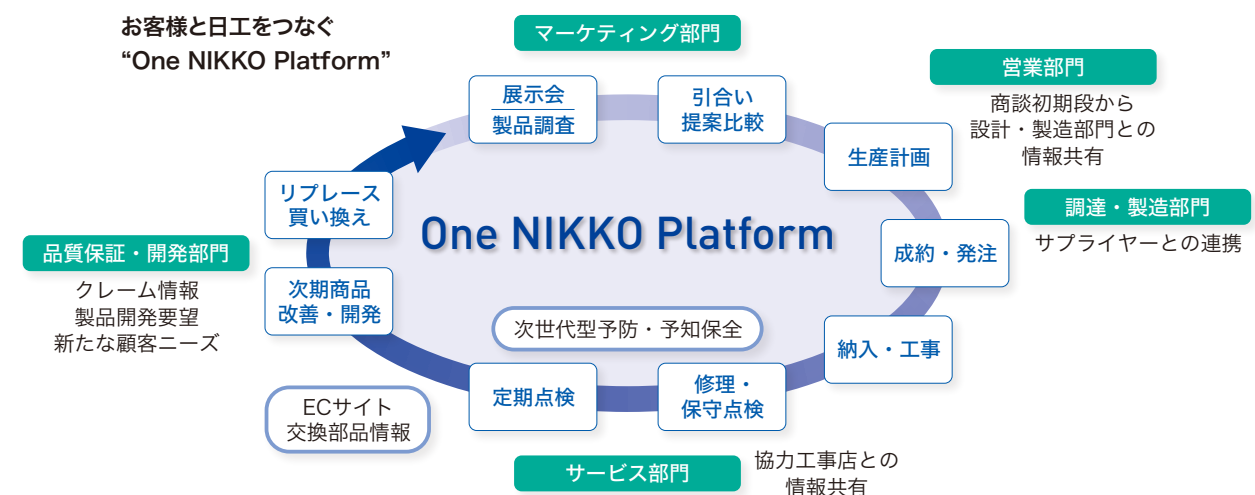 お客様と日工をつなぐ
“One NIKKO Platform”
マーケティング部門
展示会
製品調査
引合い
提案比較
営業部門
商談初期段から
設計・製造部門との
情報共有
生産計画
調達・製造部門
サプライヤーとの連携
成約・発注
One NIKKO Platform
リプレース
買い換え
品質保証・開発部門
クレーム情報
製品開発要望
新たな顧客ニーズ
次期商品
改善・開発
次世代型予防・予知保全
納入・工事
修理・
保守点検
定期点検
ECサイト
交換部品情報
サービス部門
協力工事店との
情報共有